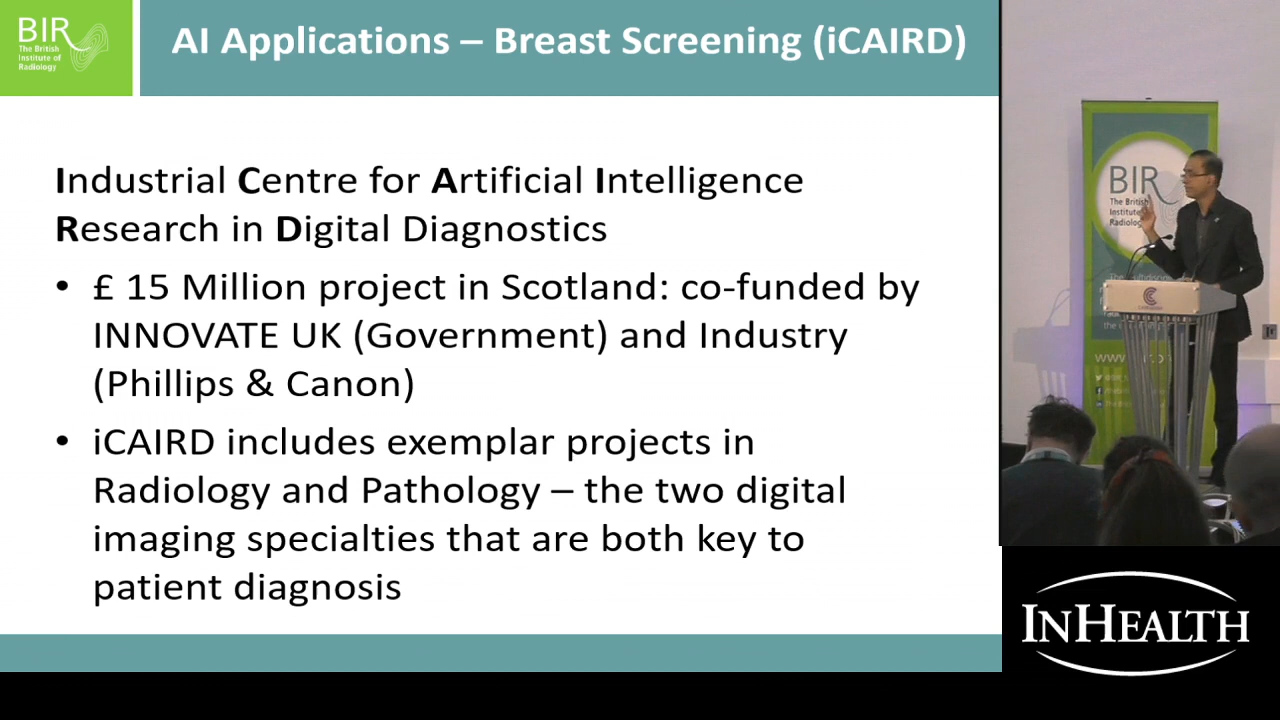 BIR
The British
Institute of
Radiology
AI Applications – Breast Screening (iCAIRD)
Industrial Centre for Artificial Intelligence
Research in Digital Diagnostics
• £ 15 Million project in Scotland: co-funded by
INNOVATE UK (Government) and Industry
(Phillips & Canon)
• iCAIRD includes exemplar projects in
Radiology and Pathology – the two digital
imaging specialties that are both key to
patient diagnosis
BIR
The British
Institute
Radiology
INHEALTH